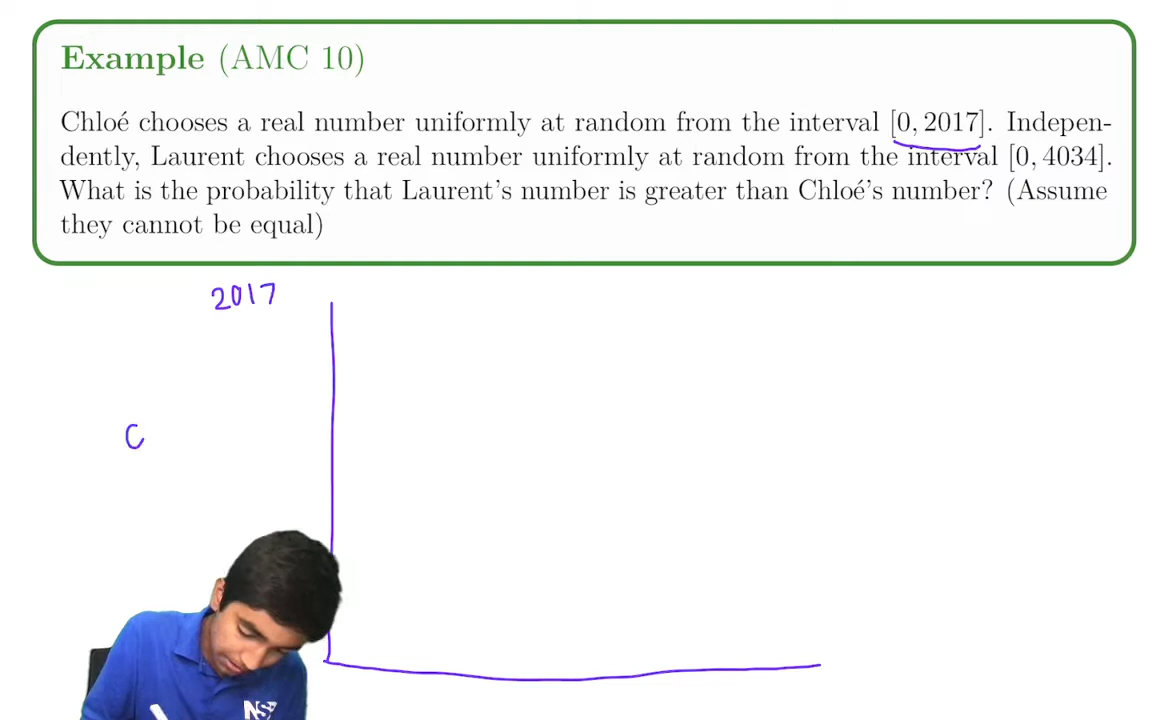 Example (AMC 10)
Chloé chooses a real number uniformly at random from the interval [0, 2017]. Indepen-
dently, Laurent chooses a real number uniformly at random from the interval [0, 4034].
What is the probability that Laurent's number is greater than Chloé's number? (Assume
they cannot be equal)
2017
C